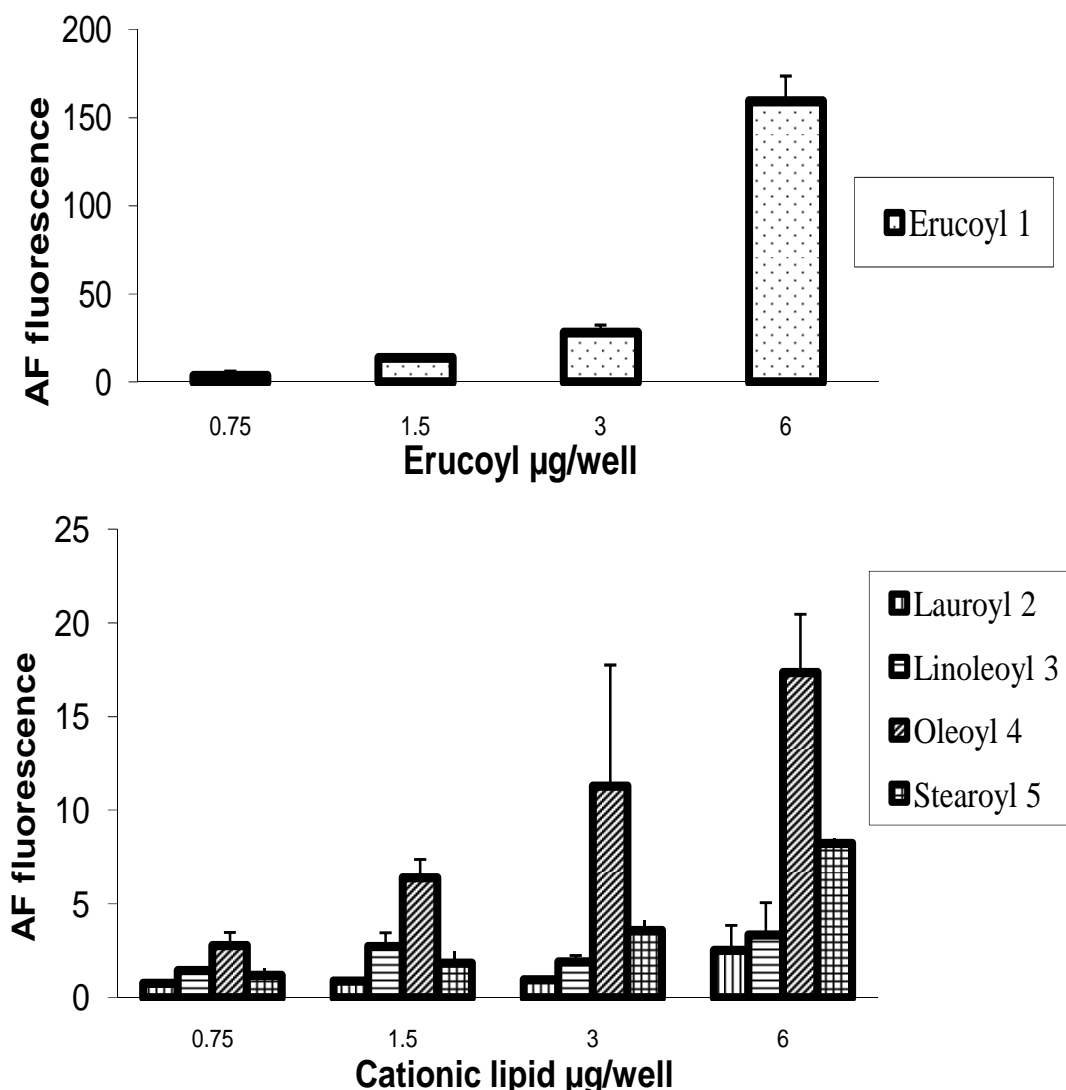 200
150
100
50
0
AF fluorescence
0.75 1.5 3 6
Erucoyl µg/well
Erucoyl 1
25
20
15
10
5
0
AF fluorescence
0.75 1.5 3 6
Cationic lipid µg/well
Lauroyl 2
Linoleoyl 3
Oleoyl 4
Stearoyl 5